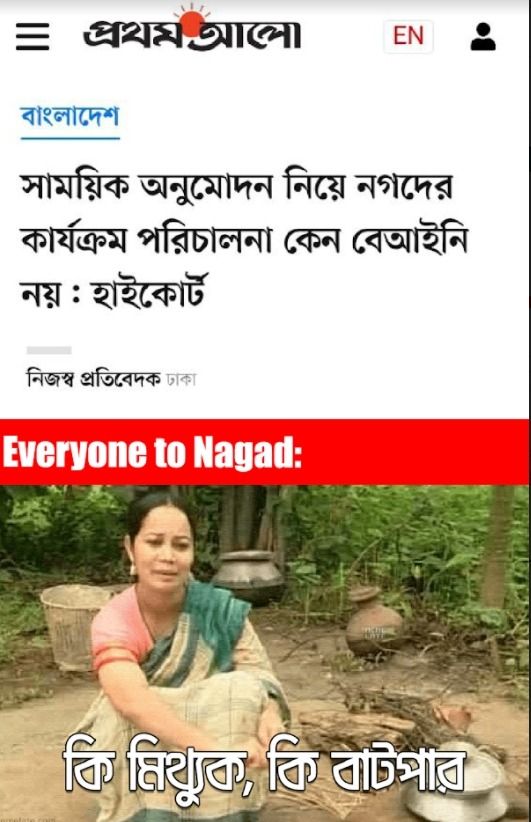 প্রথম আলো
EN
বাংলাদেশ
সাময়িক অনুমোদন নিয়ে নগদের
কার্যক্রম পরিচালনা কেন বেআইনি
নয় : হাইকোর্ট
নিজস্ব প্রতিবেদক ঢাকা
Everyone to Nagad:
কি মিথ্যুক, কি বাটপার